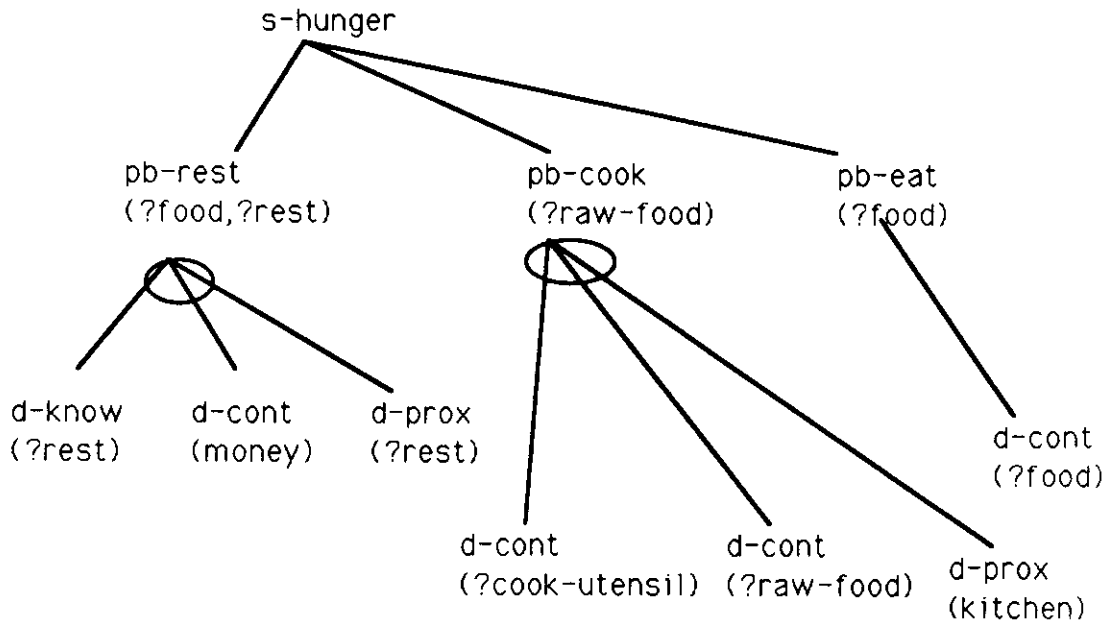 s-hunger
pb-rest
(?food,?rest)
pb-cook
(?raw-food)
pb-eat
(?food)
d-know
(?rest)
d-cont
(money)
d-prox
(?rest)
d-cont
(?food)
d-cont
(?cook-utensil)
d-cont
(?raw-food)
d-prox
(kitchen)